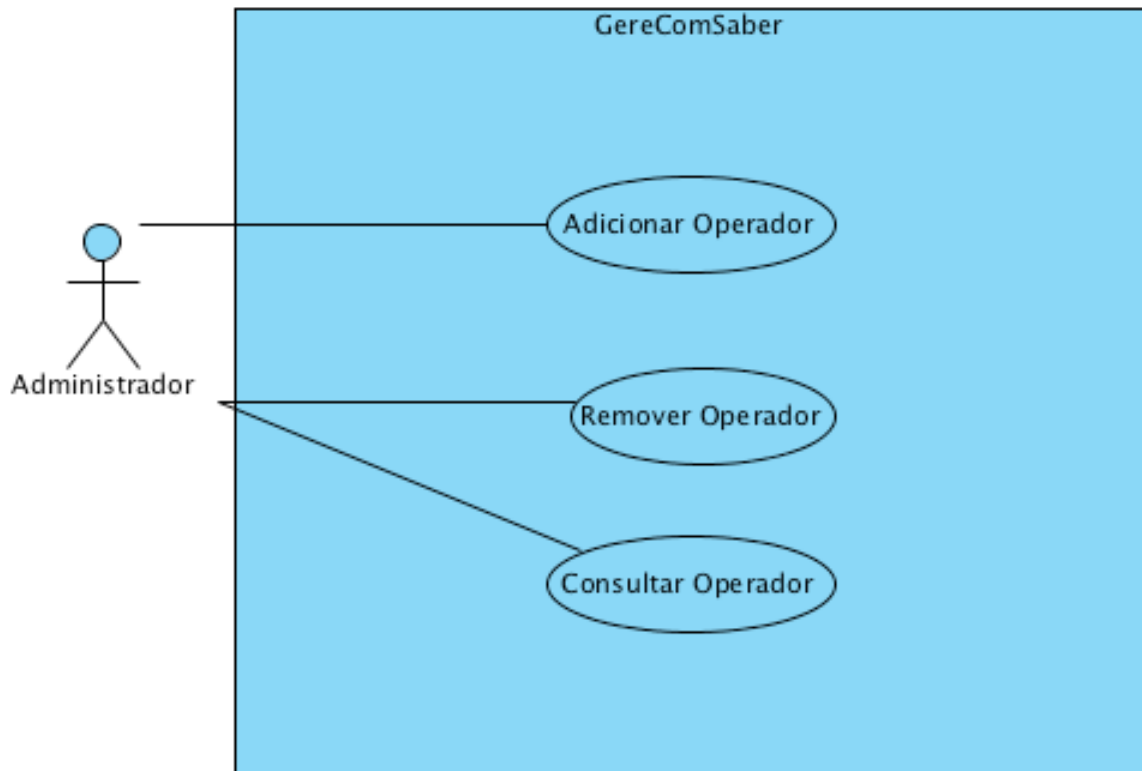 GereComSaber
Adicionar Operador
Administrador
Remover Operador
Consultar Operador